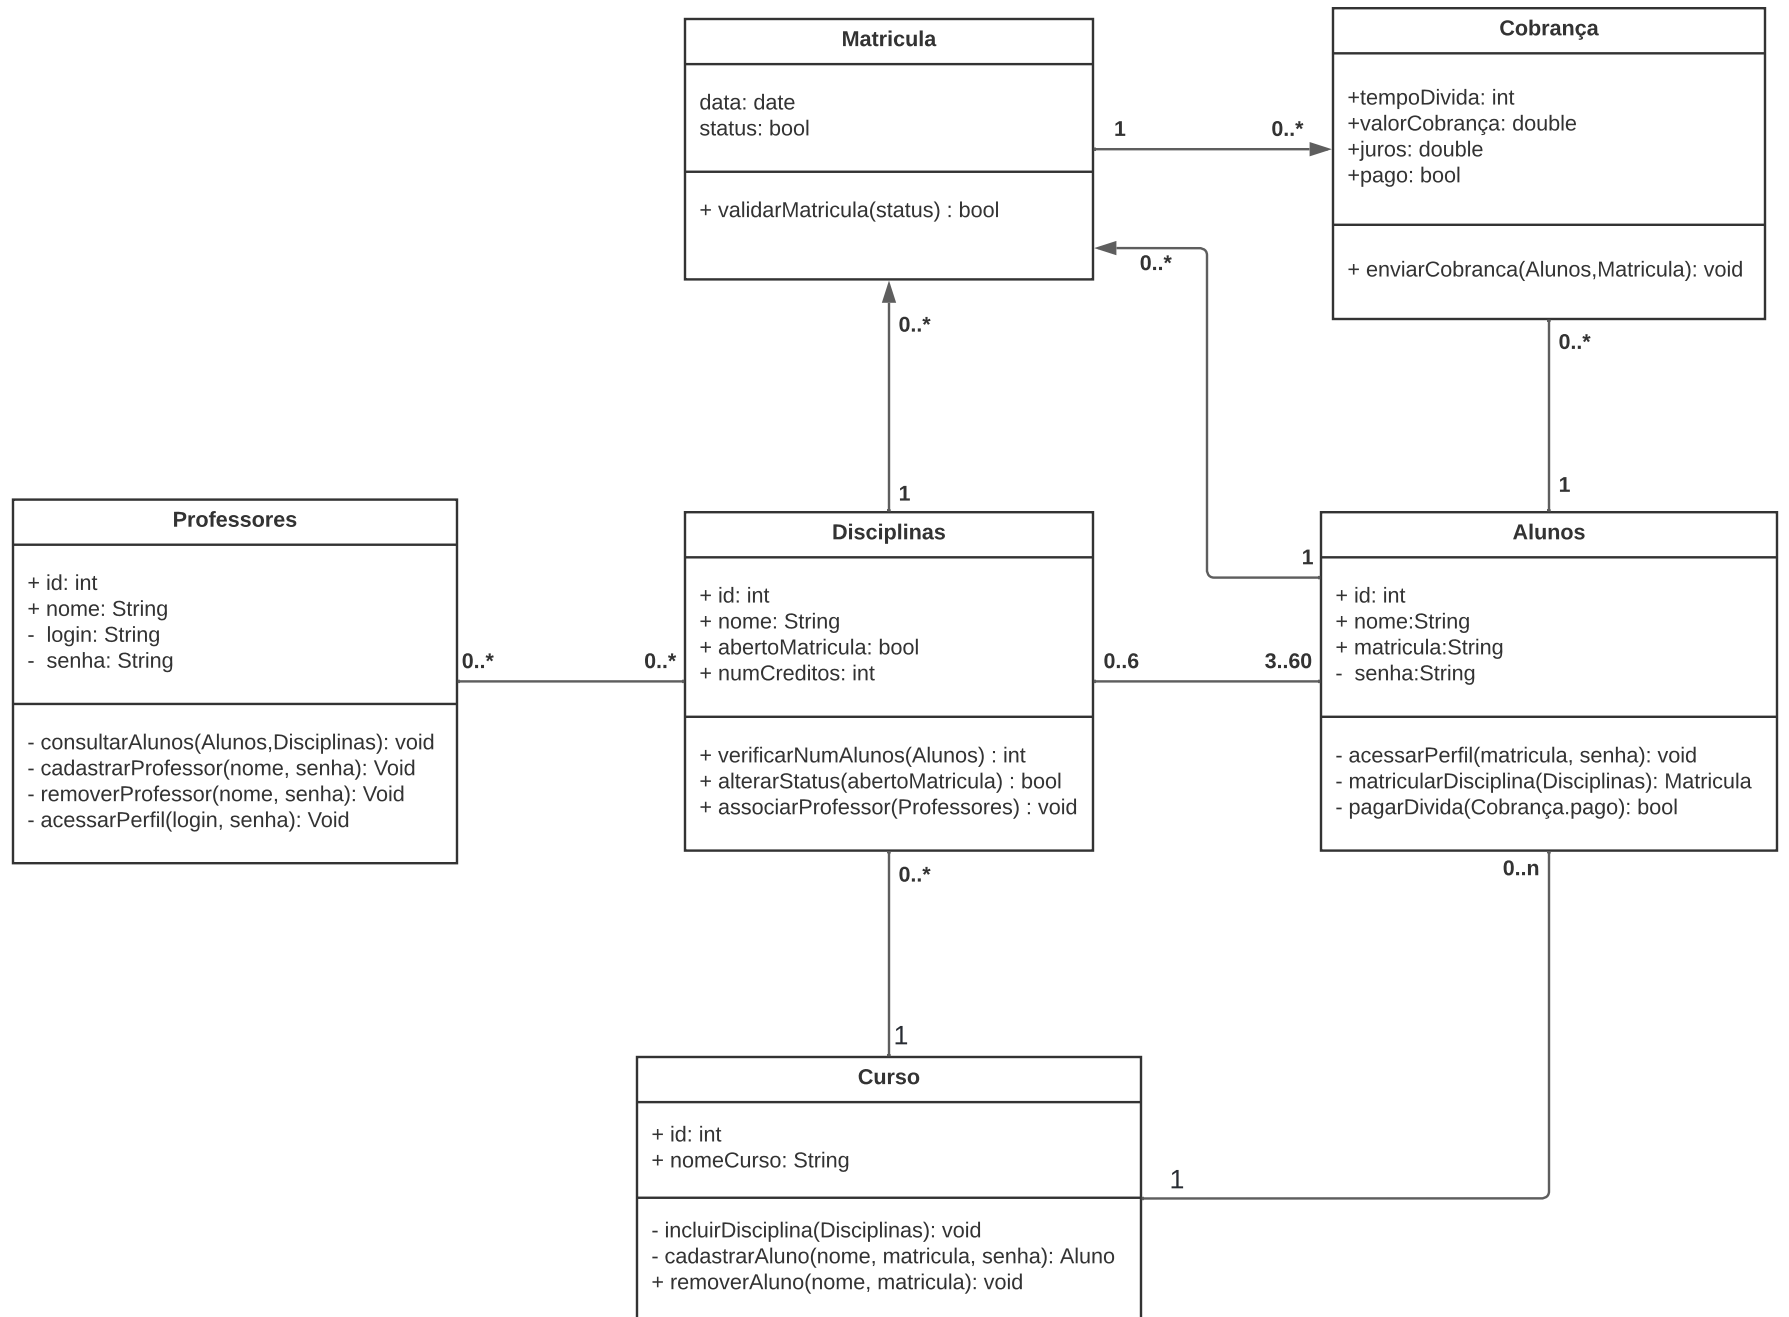 Matricula
data: date
status: bool
+ validarMatricula(status) : bool
Cobrança
+tempoDivida: int
+valorCobrança: double
+juros: double
+pago: bool
+ enviarCobranca(Alunos,Matricula): void
1
0..*
0..*
0..*
0..*
1
1
1
Professores
+ id: int
+ nome: String
-  login: String
-  senha: String
- consultarAlunos(Alunos,Disciplinas): void
- cadastrarProfessor(nome, senha): Void
- removerProfessor(nome, senha): Void
- acessarPerfil(login, senha): Void
0..*
0..*
Disciplinas
+ id: int
+ nome: String
+ abertoMatricula: bool
+ numCreditos: int
+ verificarNumAlunos(Alunos) : int
+ alterarStatus(abertoMatricula) : bool
+ associarProfessor(Professores) : void
0..6
3..60
Alunos
+ id: int
+ nome:String
+ matricula:String
-  senha:String
- acessarPerfil(matricula, senha): void
- matricularDisciplina(Disciplinas): Matricula
- pagarDivida(Cobrança.pago): bool
0..*
0..n
1
1
Curso
+ id: int
+ nomeCurso: String
- incluirDisciplina(Disciplinas): void
- cadastrarAluno(nome, matricula, senha): Aluno
+ removerAluno(nome, matricula): void